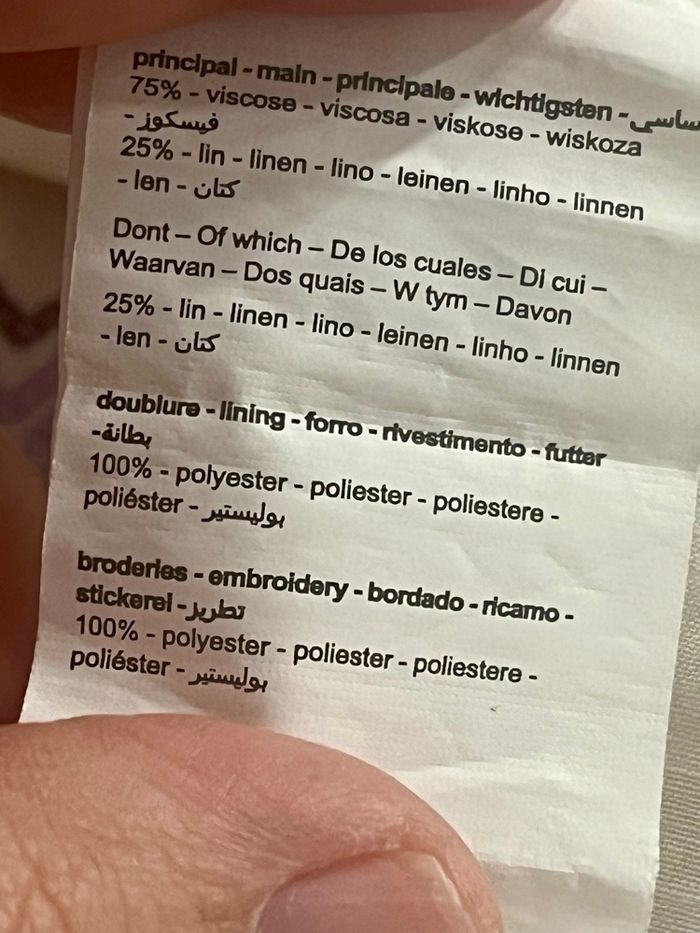 principal - main - principale - wichtigsten -
75% - viscose - viscosa - viskose - wiskoza
- فيسكوز
25% - lin - linen - lino - leinen - linho - linnen
- len - كتان
Dont – Of which – De los cuales – Di cui –
Waarvan – Dos quais – W tym – Davon
25% - lin - linen - lino - leinen - linho - linnen
- len - كتان
doublure - lining - forro - rivestimento - futter
-بطانة
100% - polyester - poliester - poliestere -
poliéster - بوليستير
broderies - embroidery - bordado - ricamo -
stickerei - تطريز
100% - polyester - poliester - poliestere -
poliéster - بوليستير